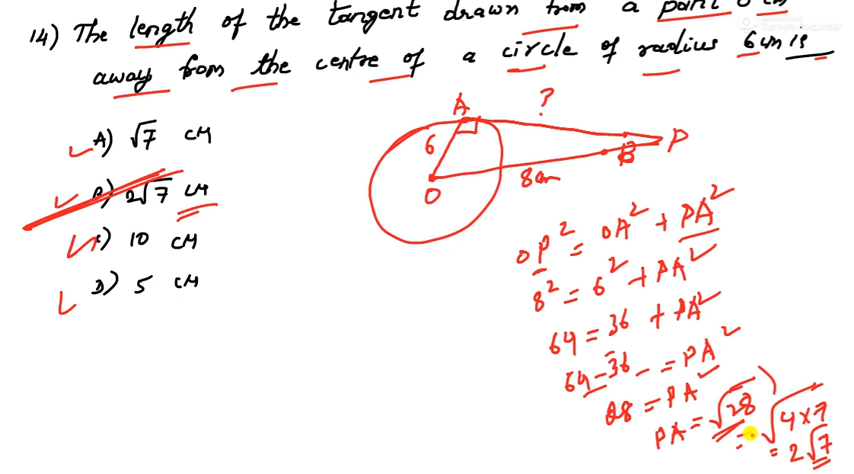 14) The length of the tangent drawn from a point 8 cm
away from the centre of a circle of radius 6 cm is
A) √7 cm
B) 2√7 cm
C) 10 cm
D) 5 cm
A
?
6
B
P
O
8cm
OP² = OA² + PA²
8² = 6² + PA²
64 = 36 + PA²
64 - 36 = PA²
28 = PA²
PA = √28 = √4×7
= 2√7